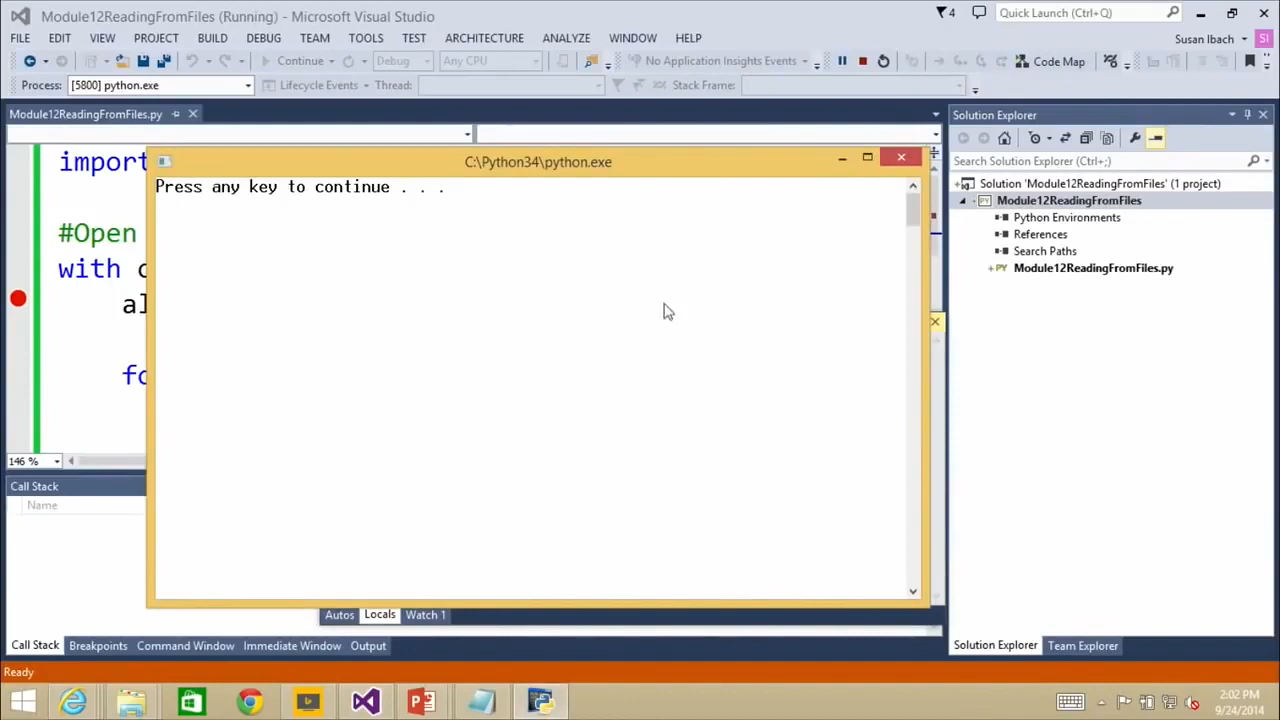 Module12ReadingFromFiles (Running) - Microsoft Visual Studio
4
Quick Launch (Ctrl+Q)
FILE EDIT VIEW PROJECT BUILD DEBUG TEAM TOOLS TEST ARCHITECTURE ANALYZE WINDOW HELP
Susan Ibach
SI
Continue
Debug
Any CPU
No Application Insights Events
Code Map
Process: [5800] python.exe
Lifecycle Events
Thread:
Stack Frame:
Module12ReadingFromFiles.py
Solution Explorer
C:\Python34\python.exe
Press any key to continue . . .
import
#Open
with
al
fo
146 %
Search Solution Explorer (Ctrl+;)
Solution 'Module12ReadingFromFiles' (1 project)
Module12ReadingFromFiles
Python Environments
References
Search Paths
PY Module12ReadingFromFiles.py
Call Stack
Name
Autos Locals Watch 1
Call Stack Breakpoints Command Window Immediate Window Output
Solution Explorer Team Explorer
Ready
2:02 PM
9/24/2014